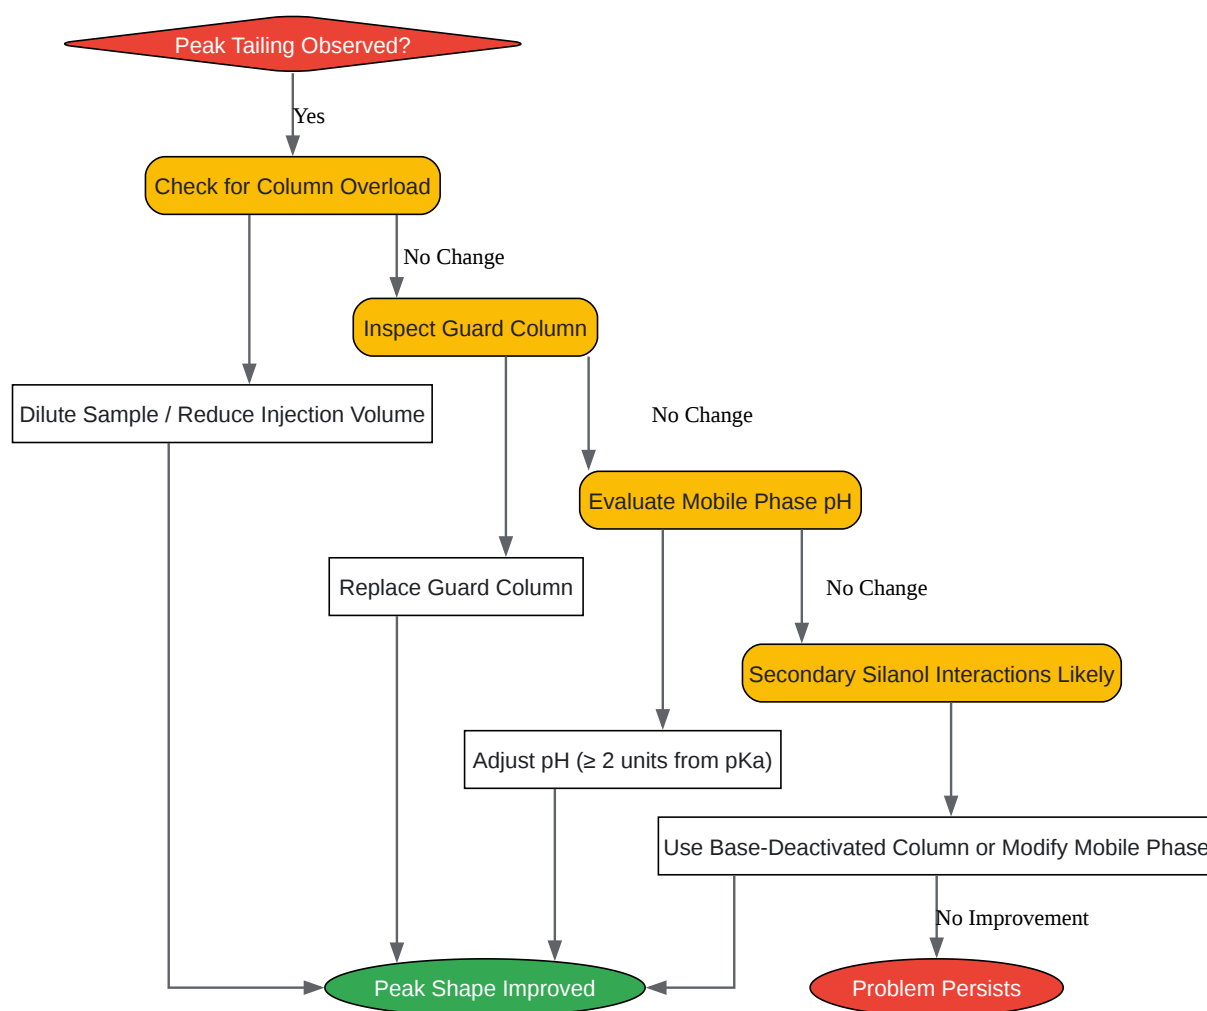 Peak Tailing Observed?
Yes
Check for Column Overload
No Change
Inspect Guard Column
Dilute Sample / Reduce Injection Volume
No Change
Evaluate Mobile Phase pH
Replace Guard Column
No Change
Secondary Silanol Interactions Likely
Adjust pH (≥ 2 units from pKa)
Use Base-Deactivated Column or Modify Mobile Phase
No Improvement
Peak Shape Improved
Problem Persists